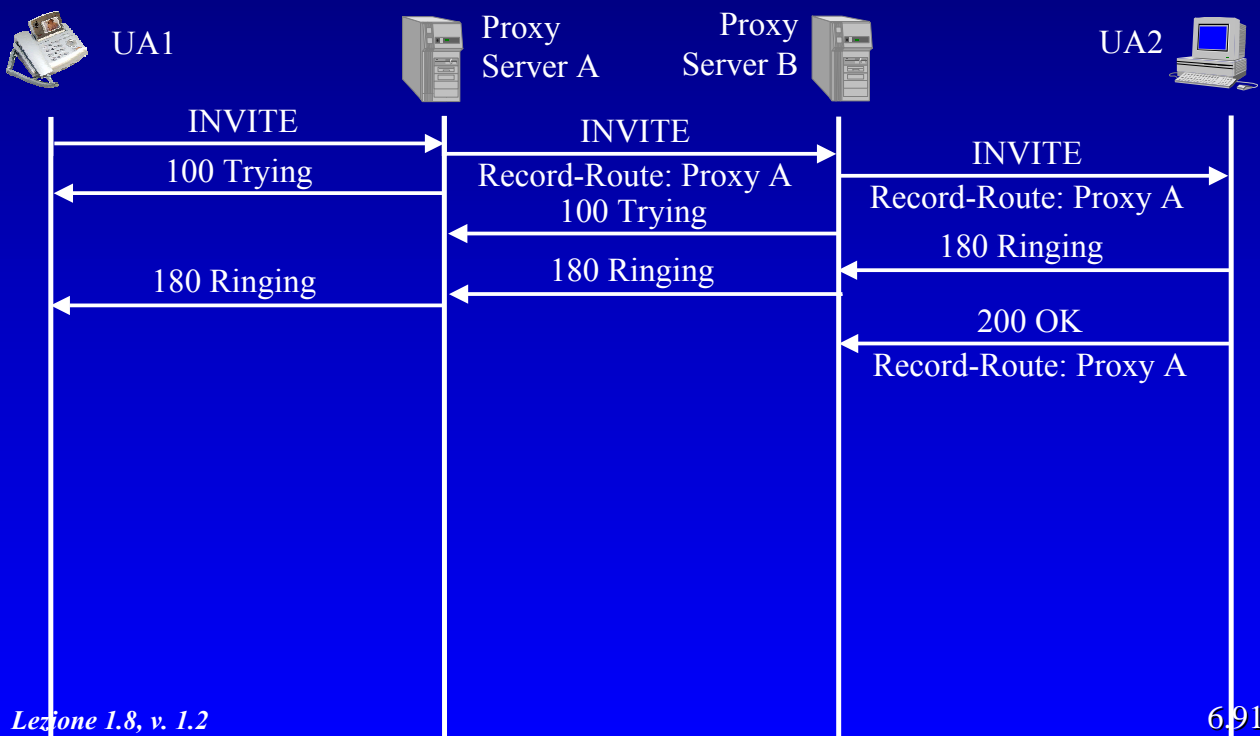 UA1
Proxy
Server A
Proxy
Server B
UA2
INVITE
INVITE
INVITE
100 Trying
Record-Route: Proxy A
Record-Route: Proxy A
100 Trying
180 Ringing
180 Ringing
180 Ringing
200 OK
Record-Route: Proxy A
Lezione 1.8, v. 1.2
6.91